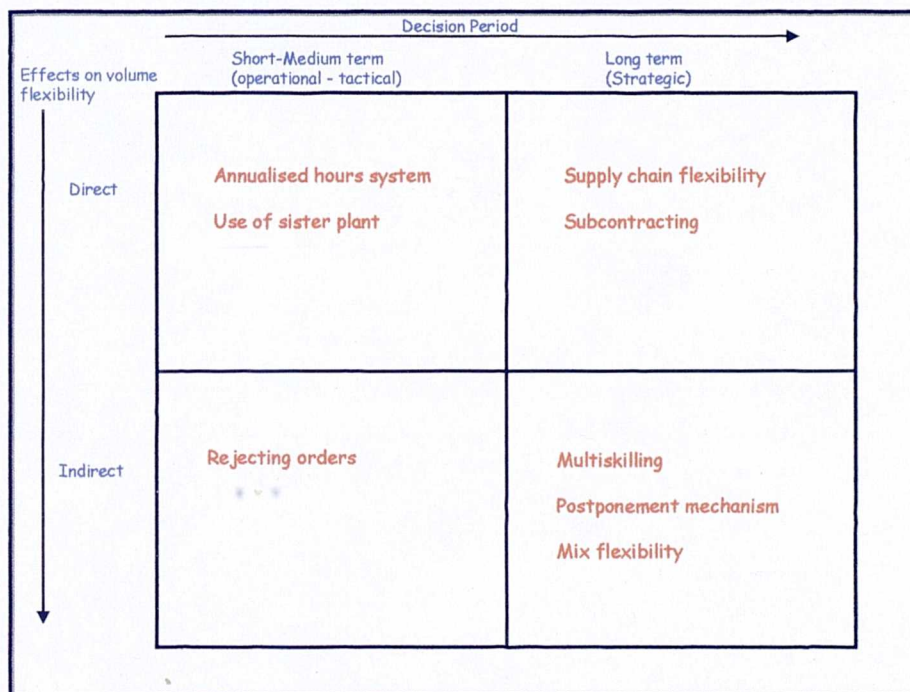 Decision Period
Short-Medium term
(operational - tactical)
Long term
(Strategic)
Effects on volume
flexibility
Direct
Annualised hours system
Use of sister plant
Supply chain flexibility
Subcontracting
Indirect
Rejecting orders
Multiskilling
Postponement mechanism
Mix flexibility